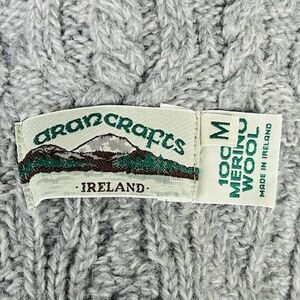 arancrafts
· IRELAND ·
M
100
MERINO
WOOL
MADE IN IRELAND